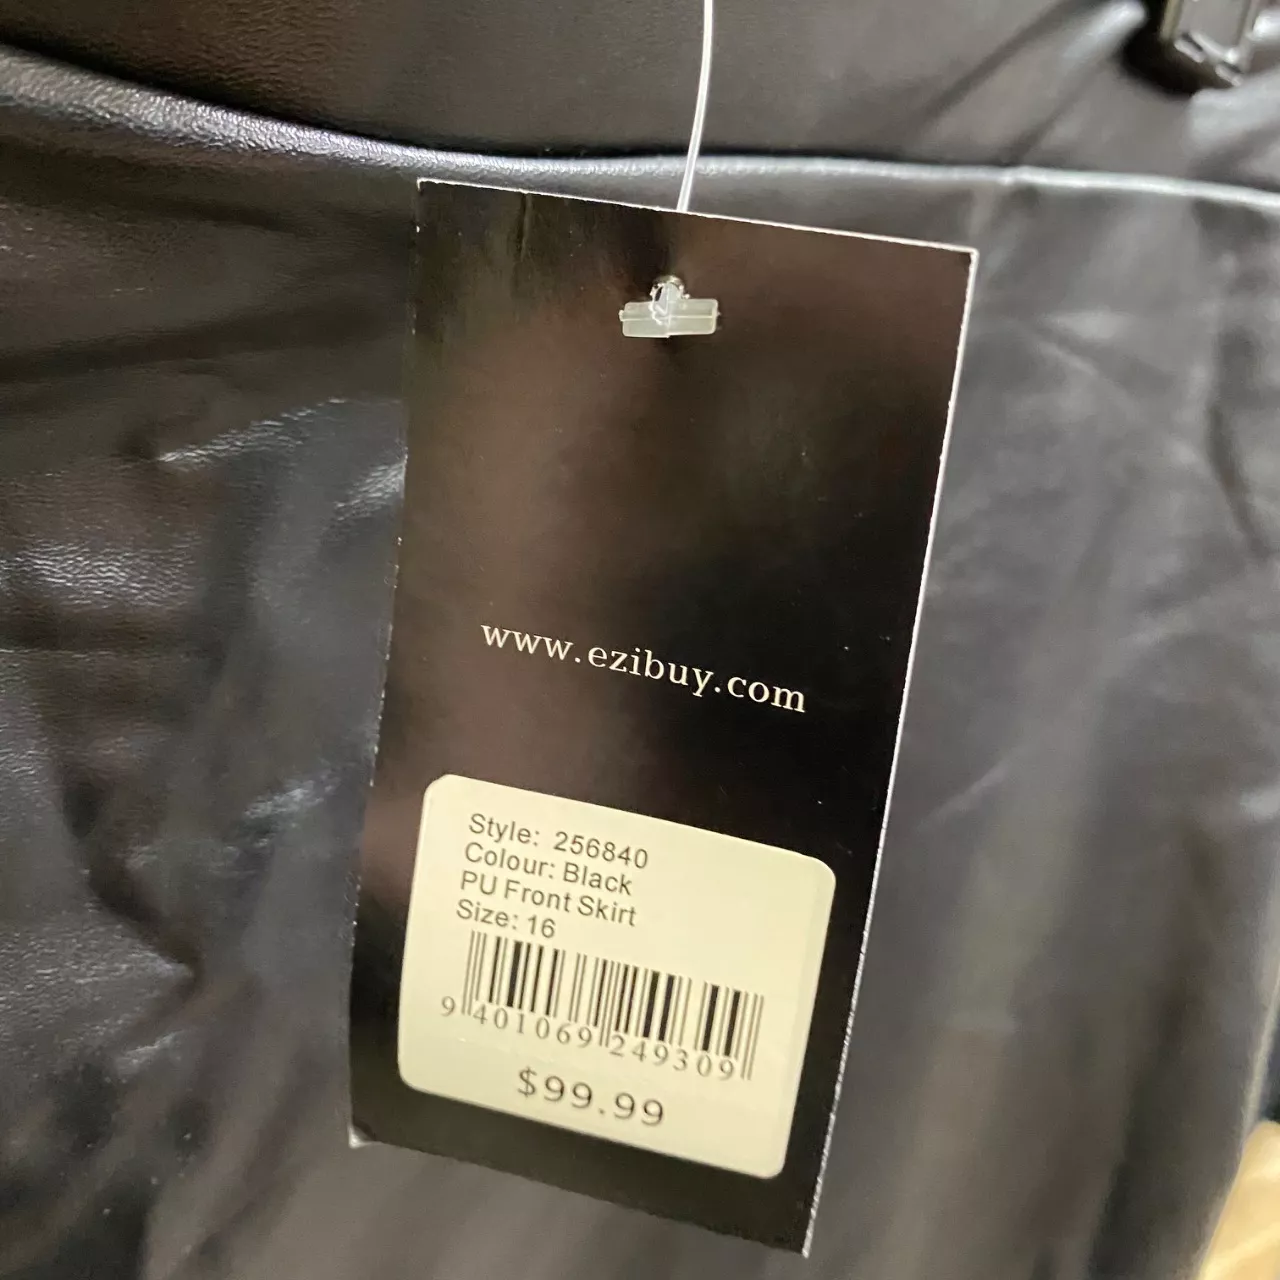 www.ezibuy.com
Style: 256840
Colour: Black
PU Front Skirt
Size: 16
9 401069 249309
$99.99